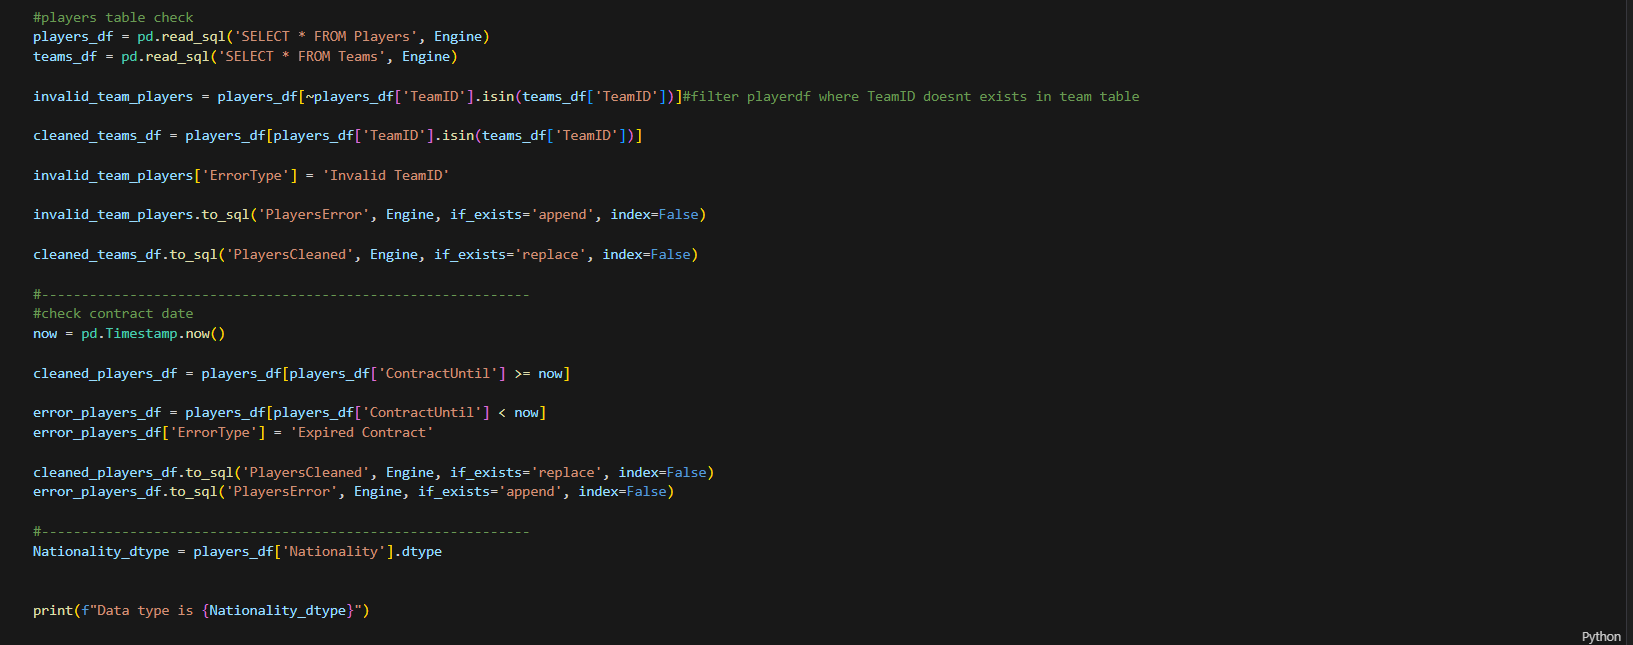 #players table check
players_df = pd.read_sql('SELECT * FROM Players', Engine)
teams_df = pd.read_sql('SELECT * FROM Teams', Engine)
invalid_team_players = players_df[~players_df['TeamID'].isin(teams_df['TeamID'])]#filter playerdf where TeamID doesnt exists in team table
cleaned_teams_df = players_df[players_df['TeamID'].isin(teams_df['TeamID'])]
invalid_team_players['ErrorType'] = 'Invalid TeamID'
invalid_team_players.to_sql('PlayersError', Engine, if_exists='append', index=False)
cleaned_teams_df.to_sql('PlayersCleaned', Engine, if_exists='replace', index=False)
#-------------------------------------------------------------
#check contract date
now = pd.Timestamp.now()
cleaned_players_df = players_df[players_df['ContractUntil'] >= now]
error_players_df = players_df[players_df['ContractUntil'] < now]
error_players_df['ErrorType'] = 'Expired Contract'
cleaned_players_df.to_sql('PlayersCleaned', Engine, if_exists='replace', index=False)
error_players_df.to_sql('PlayersError', Engine, if_exists='append', index=False)
#-------------------------------------------------------------
Nationality_dtype = players_df['Nationality'].dtype
print(f"Data type is {Nationality_dtype}")
Python